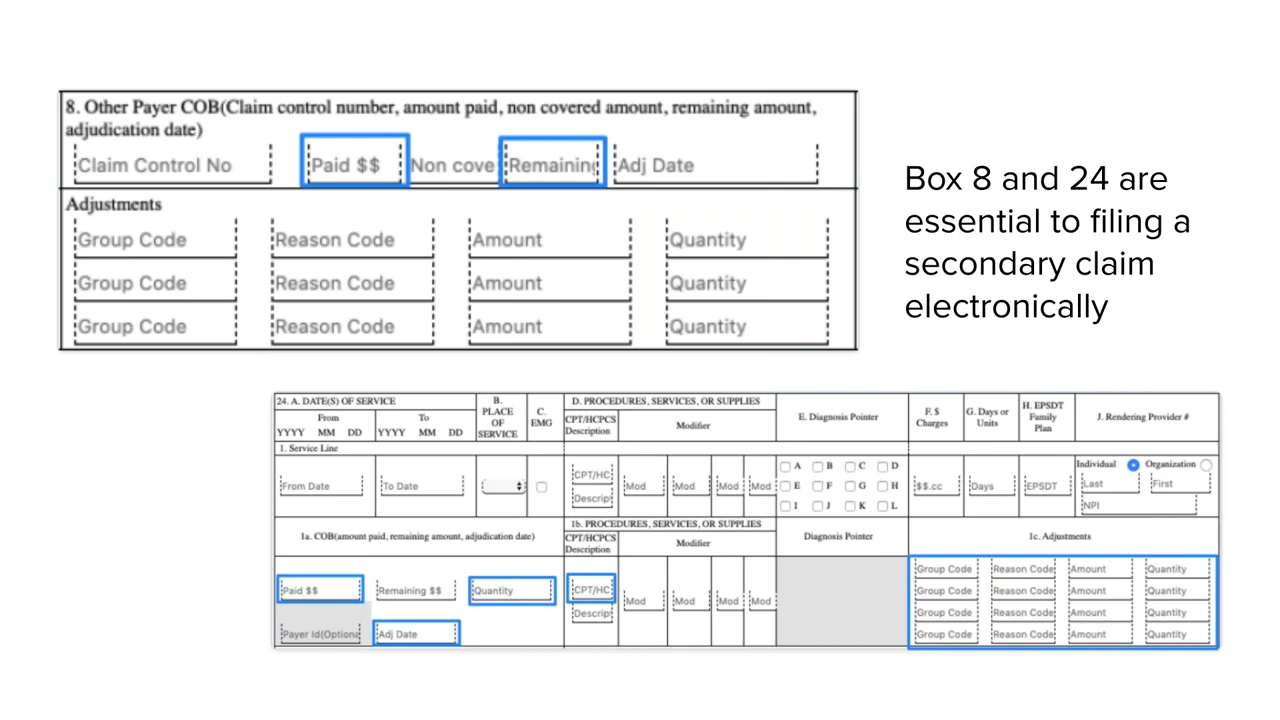 8. Other Payer COB(Claim control number, amount paid, non covered amount, remaining amount,
adjudication date)
Claim Control No Paid $$ Non cove Remaining Adj Date
Adjustments
Group Code Reason Code Amount Quantity
Group Code Reason Code Amount Quantity
Group Code Reason Code Amount Quantity
Box 8 and 24 are
essential to filing a
secondary claim
electronically
24. A. DATE(S) OF SERVICE
From To
YYYY MM DD YYYY MM DD
B.
PLACE
OF
SERVICE
C.
EMG
D. PROCEDURES, SERVICES, OR SUPPLIES
CPT/HCPCS
Description
Modifier
E. Diagnosis Pointer
F. $
Charges
G. Days or
Units
H. EPSDT
Family
Plan
J. Rendering Provider #
1. Service Line
From Date To Date
CPT/HC
Descrip
Mod Mod Mod Mod
A B C D
E F G H
I J K L
$$.cc Days EPSDT
Individual Organization
Last First
NPI
1a. COB(amount paid, remaining amount, adjudication date)
1b. PROCEDURES, SERVICES, OR SUPPLIES
CPT/HCPCS
Description
Modifier
Diagnosis Pointer
1c. Adjustments
Paid $$ Remaining $$ Quantity
Payer Id(Optiona Adj Date
CPT/HC
Descrip
Mod Mod Mod Mod
Group Code Reason Code Amount Quantity
Group Code Reason Code Amount Quantity
Group Code Reason Code Amount Quantity
Group Code Reason Code Amount Quantity